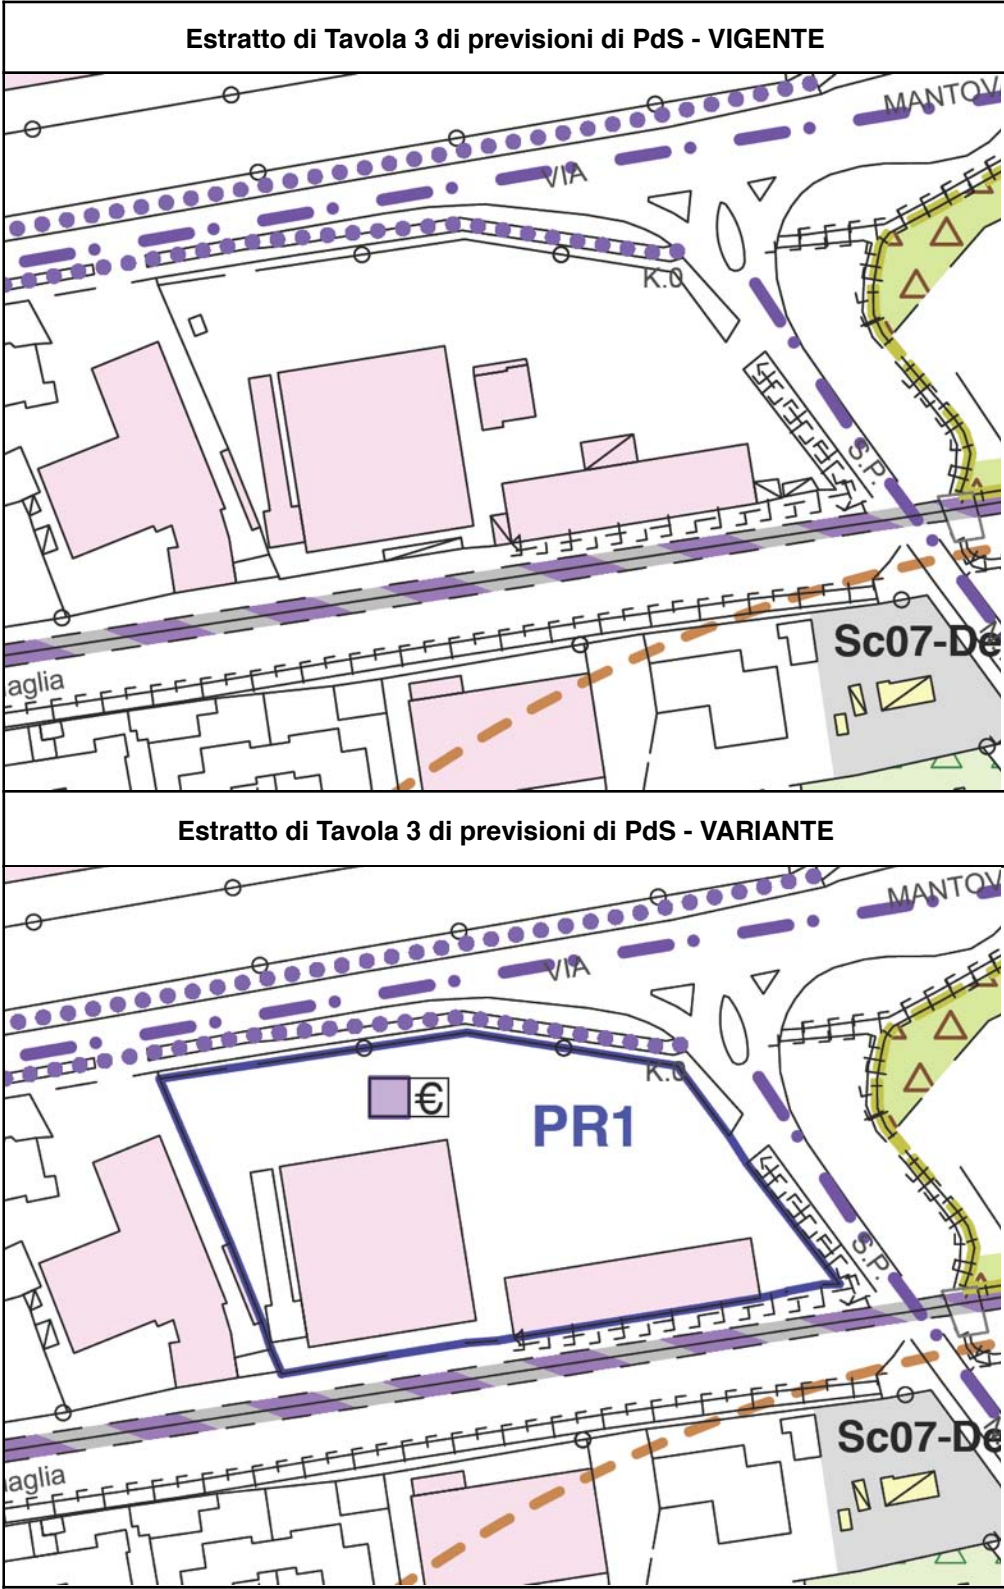 Estratto di Tavola 3 di previsioni di PdS - VIGENTE
MANTOV
VIA
K.0
S.P.
Sc07-De
aglia
Estratto di Tavola 3 di previsioni di PdS - VARIANTE
MANTOV
VIA
K.0
€
PR1
S.P.
Sc07-De
aglia